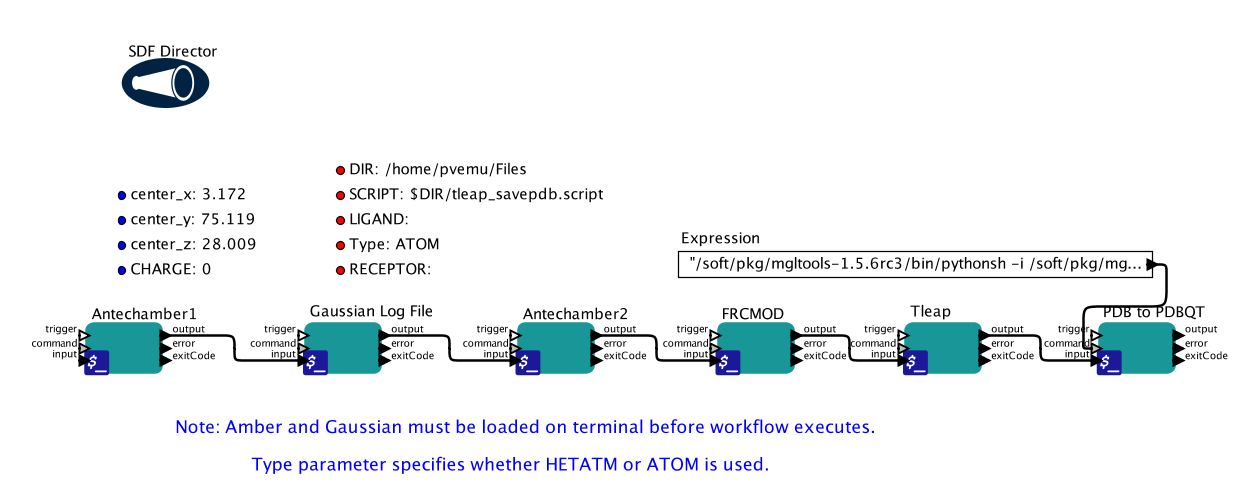 SDF Director
DIR: /home/pvemu/Files
center_x: 3.172
SCRIPT: $DIR/tleap_savepdb.script
center_y: 75.119
LIGAND:
center_z: 28.009
Type: ATOM
CHARGE: 0
RECEPTOR:
Expression
"/soft/pkg/mgltools-1.5.6rc3/bin/pythonsh -i /soft/pkg/mg...
Antechamber1
trigger
command
input
$_
output
error
exitCode
Gaussian Log File
trigger
command
input
$_
output
error
exitCode
Antechamber2
trigger
command
input
$_
output
error
exitCode
FRCMOD
trigger
command
input
$_
output
error
exitCode
Tleap
trigger
command
input
$_
output
error
exitCode
PDB to PDBQT
trigger
command
input
$_
output
error
exitCode
Note: Amber and Gaussian must be loaded on terminal before workflow executes.
Type parameter specifies whether HETATM or ATOM is used.